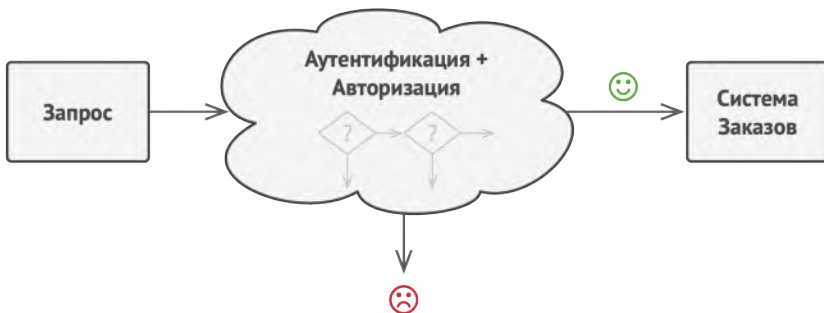 Аутентификация +
Авторизация
Запрос
? ?
Система
Заказов